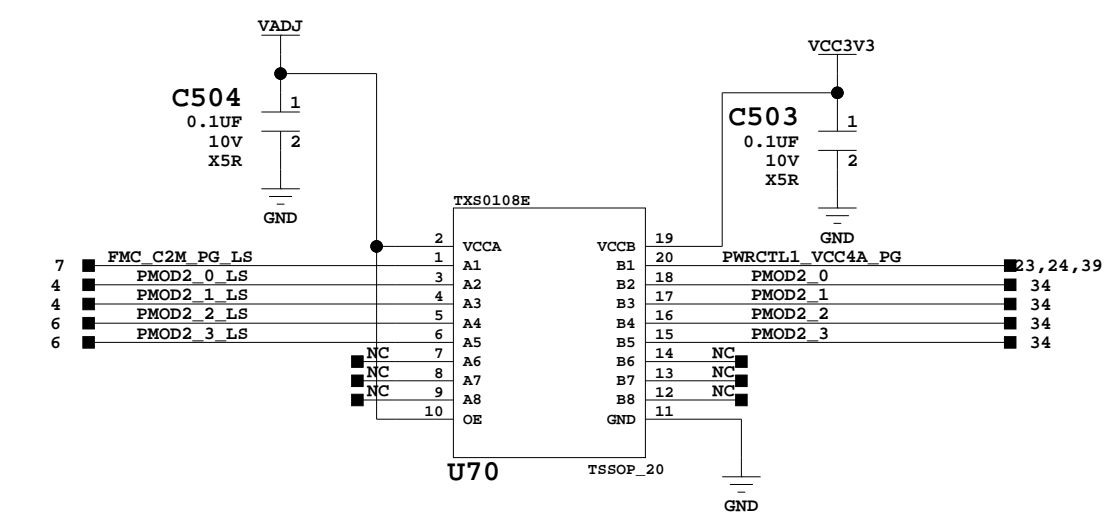 VADJ
VCC3V3
C504
1
0.1UF
10V
2
X5R
GND
C503
1
0.1UF
10V
2
X5R
GND
TXS0108E
2 VCCA VCCB 19
7 FMC_C2M_PG_LS 1 A1 B1 20 PWRCTL1_VCC4A_PG 23,24,39
4 PMOD2_0_LS 3 A2 B2 18 PMOD2_0 34
4 PMOD2_1_LS 4 A3 B3 17 PMOD2_1 34
6 PMOD2_2_LS 5 A4 B4 16 PMOD2_2 34
6 PMOD2_3_LS 6 A5 B5 15 PMOD2_3 34
NC 7 A6 B6 14 NC
NC 8 A7 B7 13 NC
NC 9 A8 B8 12 NC
10 OE GND 11
U70
TSSOP_20
GND